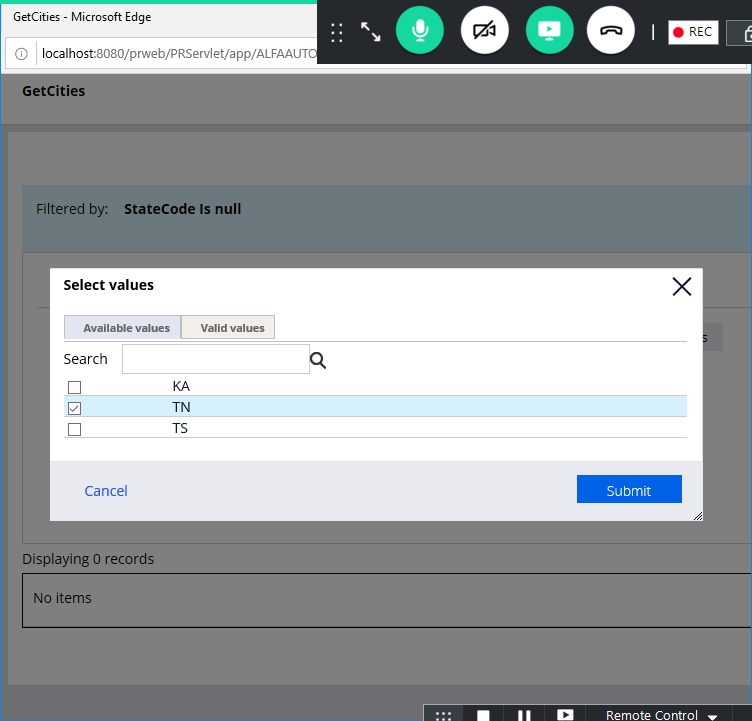 GetCities - Microsoft Edge
REC
localhost:8080/prweb/PRServlet/app/ALFAAUTO
GetCities
Filtered by: StateCode Is null
Select values
Available values Valid values
s
Search
KA
TN
TS
Cancel Submit
Displaying 0 records
No items
Remote Control